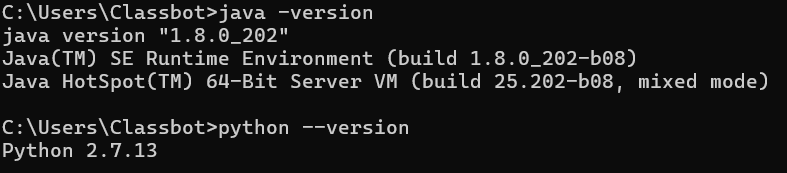 C:\Users\Classbot>java -version
java version "1.8.0_202"
Java(TM) SE Runtime Environment (build 1.8.0_202-b08)
Java HotSpot(TM) 64-Bit Server VM (build 25.202-b08, mixed mode)
C:\Users\Classbot>python --version
Python 2.7.13